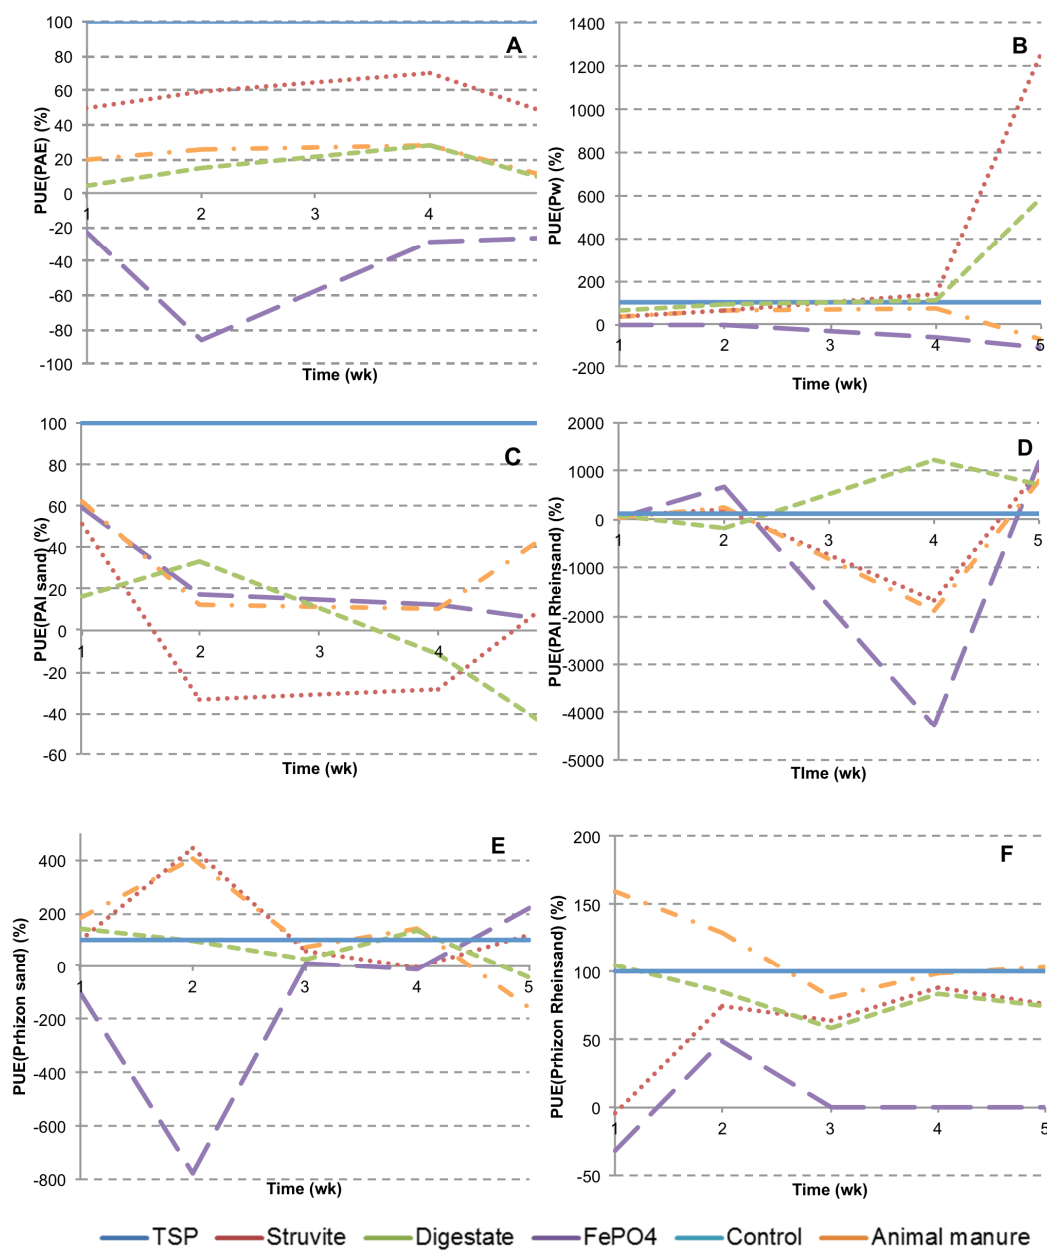 A
PUE(PAE) (%)
100
80
60
40
20
0
-20
-40
-60
-80
-100
1 2 3 4
Time (wk)
B
PUE(Pw) (%)
1400
1200
1000
800
600
400
200
0
-200
1 2 3 4 5
Time (wk)
C
PUE(PAl sand) (%)
100
80
60
40
20
0
-20
-40
-60
1 2 3 4
Time (wk)
D
PUE(PAl Rheinsand) (%)
2000
1000
0
-1000
-2000
-3000
-4000
-5000
1 2 3 4 5
TIme (wk)
E
PUE(Prhizon sand) (%)
400
200
0
-200
-400
-600
-800
1 2 3 4 5
Time (wk)
F
PUE(Prhizon Rheinsand) (%)
200
150
100
50
0
-50
1 2 3 4 5
Time (wk)
TSP Struvite Digestate FePO4 Control Animal manure